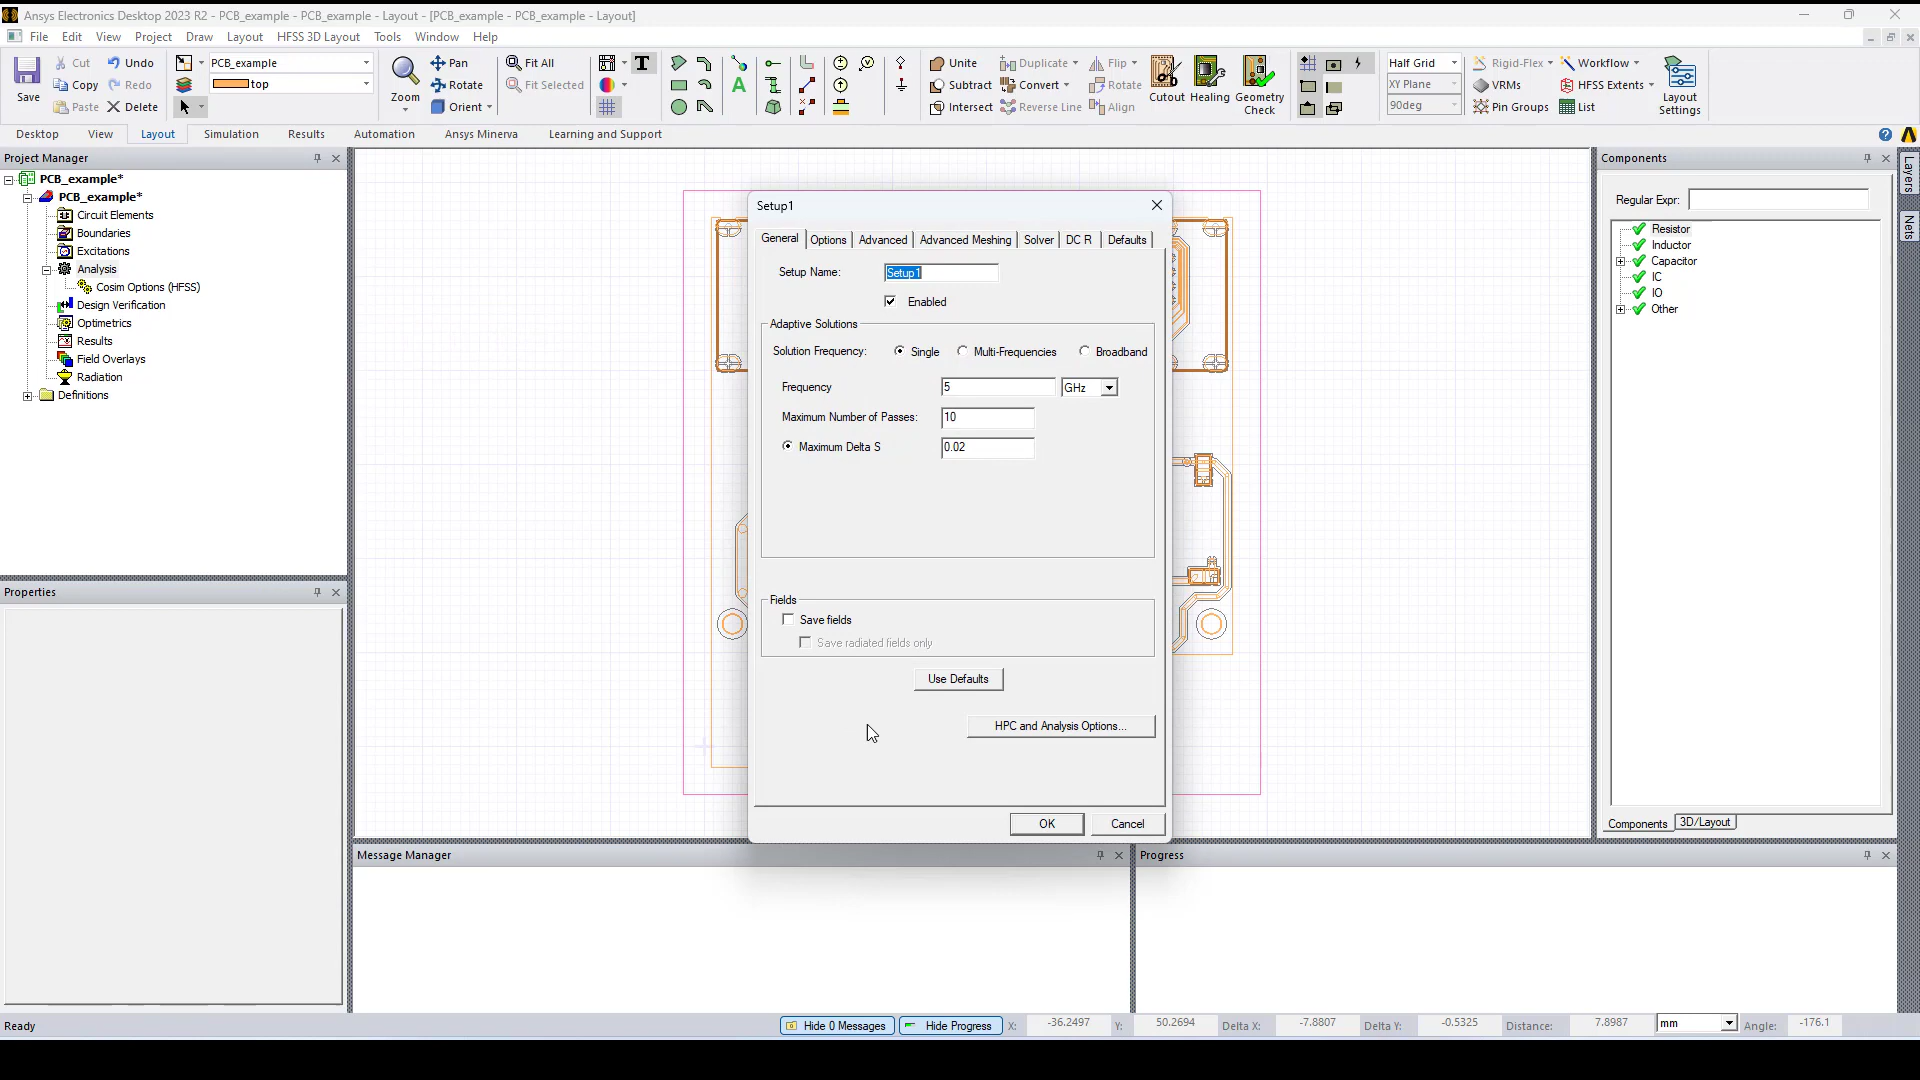 Ansys Electronics Desktop 2023 R2 - PCB_example - PCB_example - Layout - [PCB_example - PCB_example - Layout]
File Edit View Project Draw Layout HFSS 3D Layout Tools Window Help
Save
Cut
Copy
Paste
Undo
Redo
Delete
PCB_example
top
Zoom
Pan
Rotate
Orient
Fit All
Fit Selected
T
A
Unite
Subtract
Intersect
Duplicate
Convert
Reverse Line
Flip
Rotate
Align
Cutout
Healing
Geometry
Check
Half Grid
XY Plane
90deg
Rigid-Flex
VRMs
Pin Groups
Workflow
HFSS Extents
List
Layout
Settings
Desktop View Layout Simulation Results Automation Ansys Minerva Learning and Support
Project Manager
PCB_example*
PCB_example*
Circuit Elements
Boundaries
Excitations
Analysis
Cosim Options (HFSS)
Design Verification
Optimetrics
Results
Field Overlays
Radiation
Definitions
Properties
Setup1
General Options Advanced Advanced Meshing Solver DC R Defaults
Setup Name: Setup1
Enabled
Adaptive Solutions
Solution Frequency: Single Multi-Frequencies Broadband
Frequency 5 GHz
Maximum Number of Passes: 10
Maximum Delta S 0.02
Fields
Save fields
Save radiated fields only
Use Defaults
HPC and Analysis Options...
OK Cancel
Components
Regular Expr:
Resistor
Inductor
Capacitor
IC
IO
Other
Components 3D/Layout
Layers
Nets
Message Manager
Progress
Ready
Hide 0 Messages Hide Progress X: -36.2497 Y: 50.2694 Delta X: -7.8807 Delta Y: -0.5325 Distance: 7.8987 mm Angle: -176.1